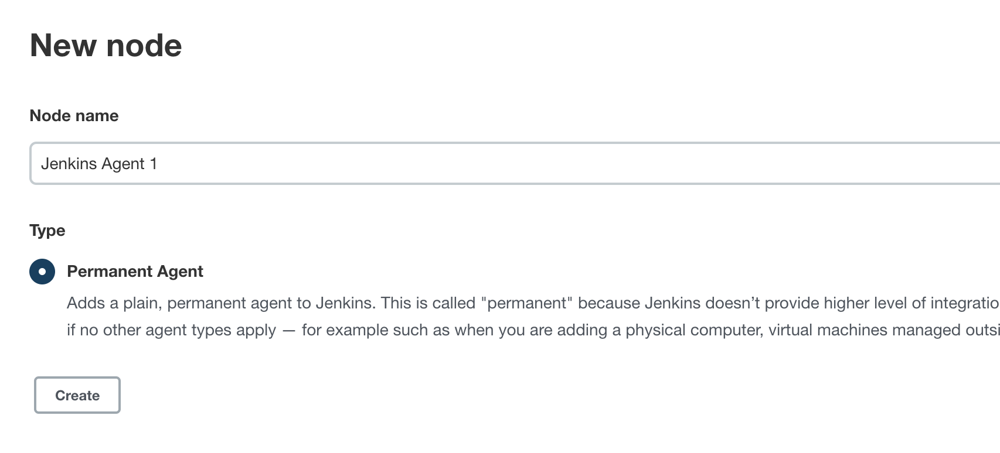 New node
Node name
Jenkins Agent 1
Type
Permanent Agent
Adds a plain, permanent agent to Jenkins. This is called "permanent" because Jenkins doesn’t provide higher level of
if no other agent types apply — for example such as when you are adding a physical computer, virtual machines managed
Create